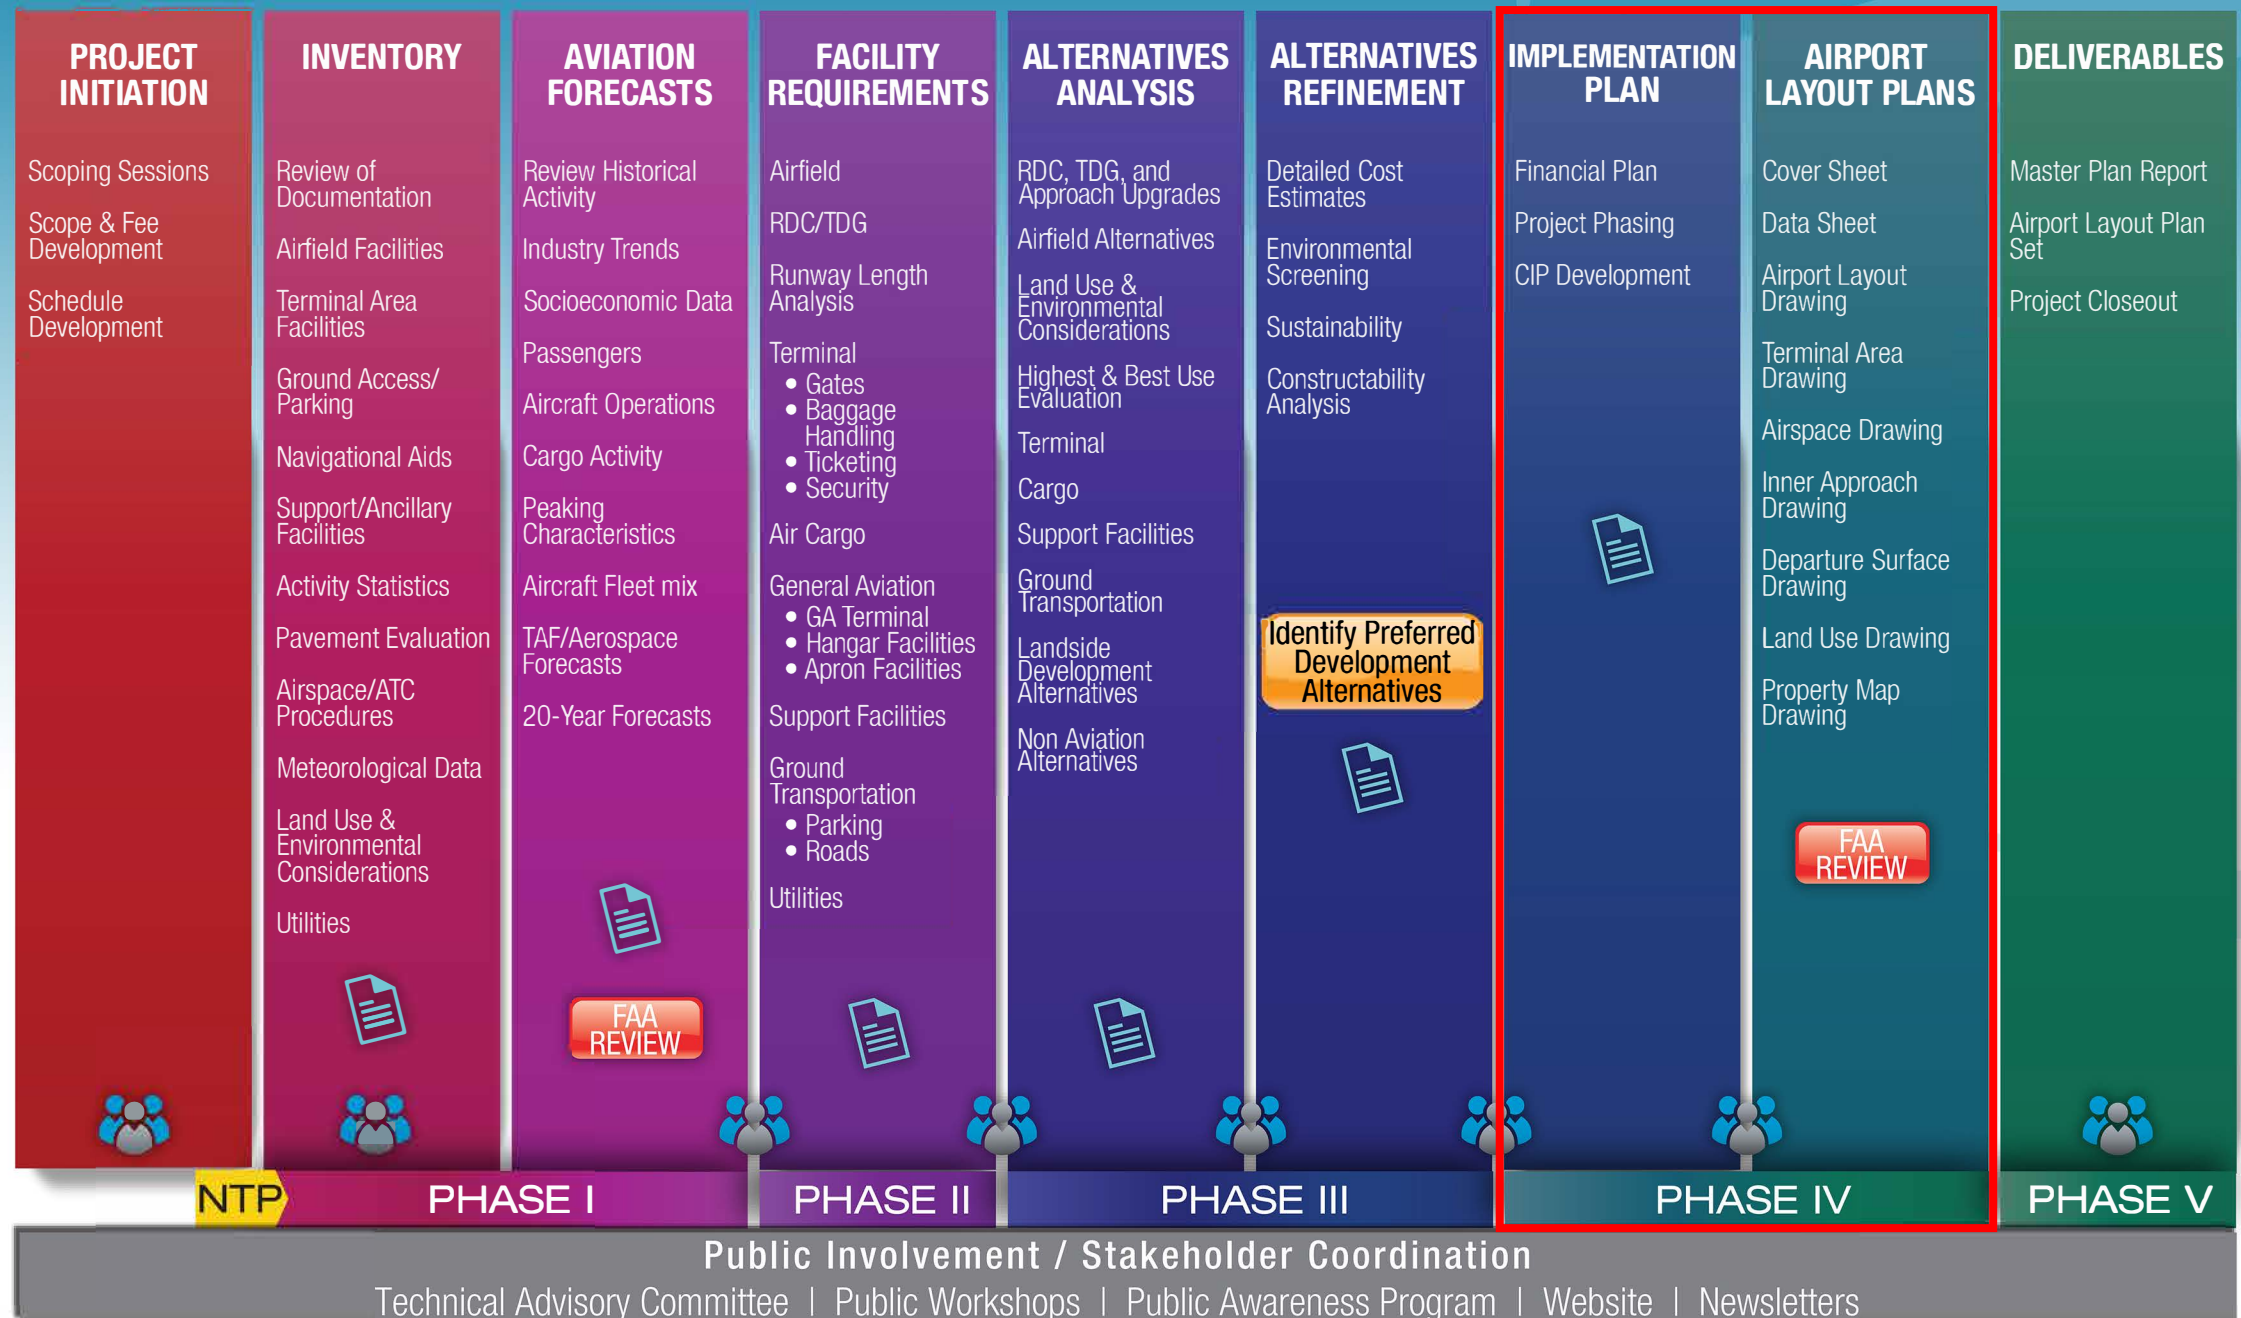 PROJECT
INITIATION
Scoping Sessions
Scope & Fee
Development
Schedule
Development
INVENTORY
Review of
Documentation
Airfield Facilities
Terminal Area
Facilities
Ground Access/
Parking
Navigational Aids
Support/Ancillary
Facilities
Activity Statistics
Pavement Evaluation
Airspace/ATC
Procedures
Meteorological Data
Land Use &
Environmental
Considerations
Utilities
AVIATION
FORECASTS
Review Historical
Activity
Industry Trends
Socioeconomic Data
Passengers
Aircraft Operations
Cargo Activity
Peaking
Characteristics
Aircraft Fleet mix
TAF/Aerospace
Forecasts
20-Year Forecasts
FAA
REVIEW
FACILITY
REQUIREMENTS
Airfield
RDC/TDG
Runway Length
Analysis
Terminal
• Gates
• Baggage
Handling
• Ticketing
• Security
Air Cargo
General Aviation
• GA Terminal
• Hangar Facilities
• Apron Facilities
Support Facilities
Ground
Transportation
• Parking
• Roads
Utilities
ALTERNATIVES
ANALYSIS
RDC, TDG, and
Approach Upgrades
Airfield Alternatives
Land Use &
Environmental
Considerations
Highest & Best Use
Evaluation
Terminal
Cargo
Support Facilities
Ground
Transportation
Landside
Development
Alternatives
Non Aviation
Alternatives
ALTERNATIVES
REFINEMENT
Detailed Cost
Estimates
Environmental
Screening
Sustainability
Constructability
Analysis
Identify Preferred
Development
Alternatives
IMPLEMENTATION
PLAN
Financial Plan
Project Phasing
CIP Development
AIRPORT
LAYOUT PLANS
Cover Sheet
Data Sheet
Airport Layout
Drawing
Terminal Area
Drawing
Airspace Drawing
Inner Approach
Drawing
Departure Surface
Drawing
Land Use Drawing
Property Map
Drawing
FAA
REVIEW
DELIVERABLES
Master Plan Report
Airport Layout Plan
Set
Project Closeout
NTP
PHASE I
PHASE II
PHASE III
PHASE IV
PHASE V
Public Involvement / Stakeholder Coordination
Technical Advisory Committee | Public Workshops | Public Awareness Program | Website | Newsletters